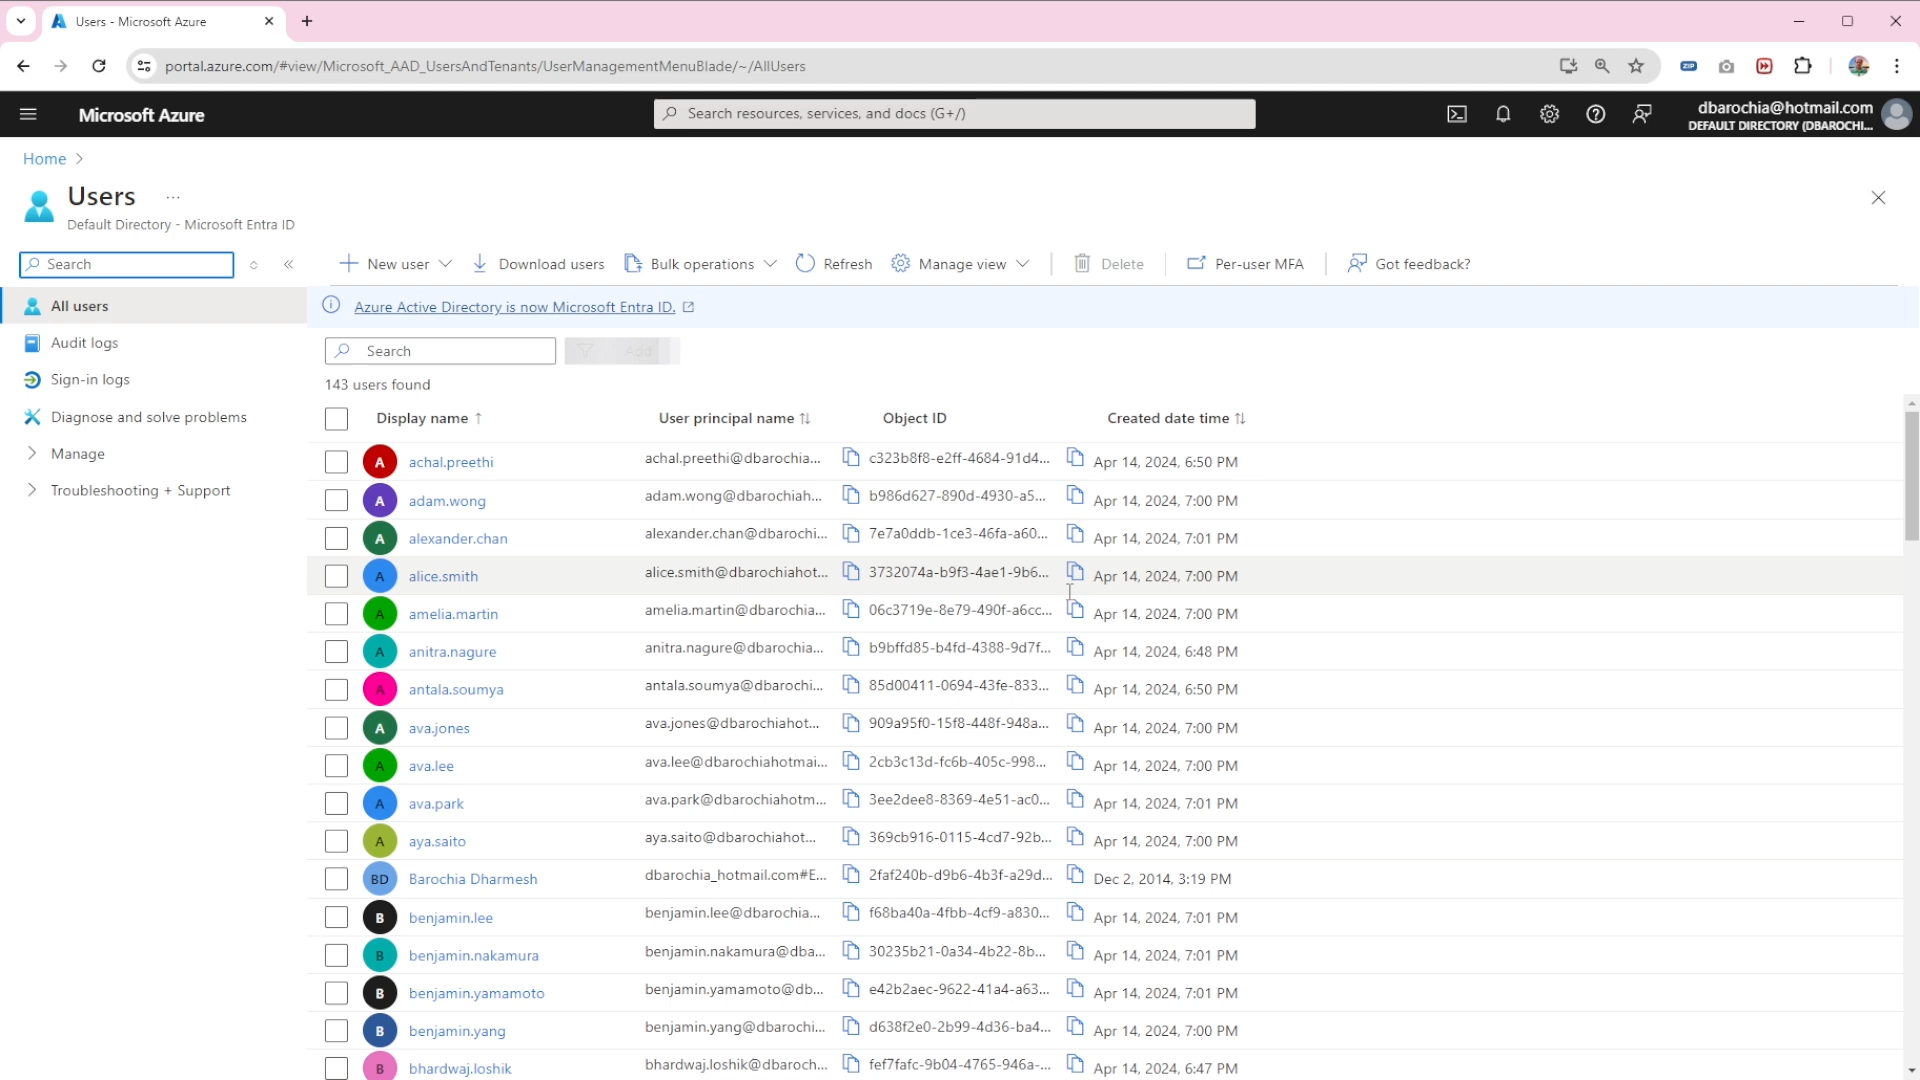 Users - Microsoft Azure
portal.azure.com/#view/Microsoft_AAD_UsersAndTenants/UserManagementMenuBlade/~/AllUsers
ZIP
Microsoft Azure
Search resources, services, and docs (G+/)
dbarochia@hotmail.com
DEFAULT DIRECTORY (DBAROCHI...
Home
Users ...
Default Directory - Microsoft Entra ID
Search
New user
Download users
Bulk operations
Refresh
Manage view
Delete
Per-user MFA
Got feedback?
All users
Audit logs
Sign-in logs
Diagnose and solve problems
Manage
Troubleshooting + Support
Azure Active Directory is now Microsoft Entra ID.
Search
Add
143 users found
Display name ↑ User principal name ↑↓ Object ID Created date time ↑↓
A achal.preethi achal.preethi@dbarochia... c323b8f8-e2ff-4684-91d4... Apr 14, 2024, 6:50 PM
A adam.wong adam.wong@dbarochiah... b986d627-890d-4930-a5... Apr 14, 2024, 7:00 PM
A alexander.chan alexander.chan@dbarochi... 7e7a0ddb-1ce3-46fa-a60... Apr 14, 2024, 7:01 PM
A alice.smith alice.smith@dbarochiahot... 3732074a-b9f3-4ae1-9b6... Apr 14, 2024, 7:00 PM
A amelia.martin amelia.martin@dbarochia... 06c3719e-8e79-490f-a6cc... Apr 14, 2024, 7:00 PM
A anitra.nagure anitra.nagure@dbarochia... b9bffd85-b4fd-4388-9d7f... Apr 14, 2024, 6:48 PM
A antala.soumya antala.soumya@dbarochi... 85d00411-0694-43fe-833... Apr 14, 2024, 6:50 PM
A ava.jones ava.jones@dbarochiahot... 909a95f0-15f8-448f-948a... Apr 14, 2024, 7:00 PM
A ava.lee ava.lee@dbarochiahotmai... 2cb3c13d-fc6b-405c-998... Apr 14, 2024, 7:00 PM
A ava.park ava.park@dbarochiahotm... 3ee2dee8-8369-4e51-ac0... Apr 14, 2024, 7:01 PM
A aya.saito aya.saito@dbarochiahot... 369cb916-0115-4cd7-92b... Apr 14, 2024, 7:00 PM
BD Barochia Dharmesh dbarochia_hotmail.com#E... 2faf240b-d9b6-4b3f-a29d... Dec 2, 2014, 3:19 PM
B benjamin.lee benjamin.lee@dbarochia... f68ba40a-4fbb-4cf9-a830... Apr 14, 2024, 7:01 PM
B benjamin.nakamura benjamin.nakamura@dba... 30235b21-0a34-4b22-8b... Apr 14, 2024, 7:01 PM
B benjamin.yamamoto benjamin.yamamoto@db... e42b2aec-9622-41a4-a63... Apr 14, 2024, 7:01 PM
B benjamin.yang benjamin.yang@dbarochi... d638f2e0-2b99-4d36-ba4... Apr 14, 2024, 7:00 PM
B bhardwaj.loshik bhardwaj.loshik@dbaroch... fef7fafc-9b04-4765-946a-... Apr 14, 2024, 6:47 PM